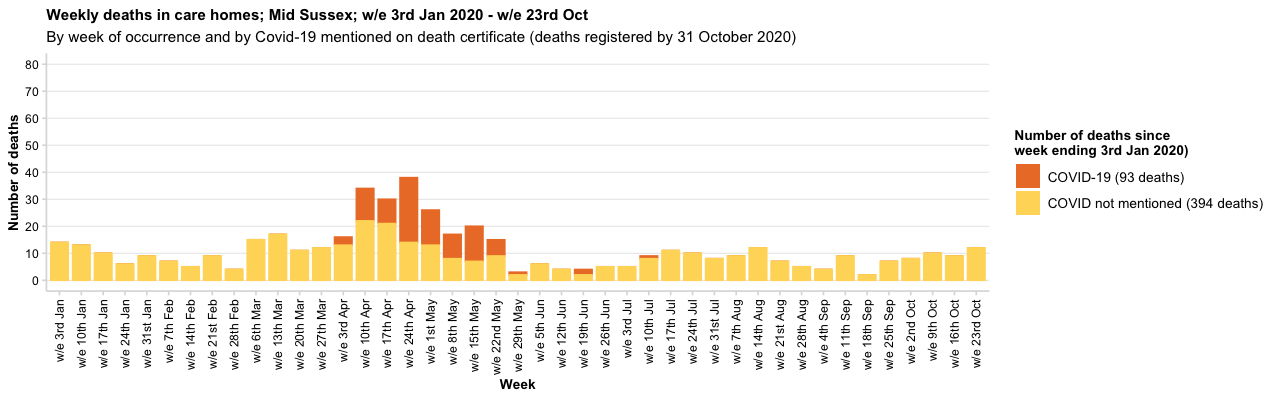 Weekly deaths in care homes; Mid Sussex; w/e 3rd Jan 2020 - w/e 23rd Oct
By week of occurrence and by Covid-19 mentioned on death certificate (deaths registered by 31 October 2020)
Number of deaths
80
70
60
50
40
30
20
10
0
w/e 3rd Jan
w/e 10th Jan
w/e 17th Jan
w/e 24th Jan
w/e 31st Jan
w/e 7th Feb
w/e 14th Feb
w/e 21st Feb
w/e 28th Feb
w/e 6th Mar
w/e 13th Mar
w/e 20th Mar
w/e 27th Mar
w/e 3rd Apr
w/e 10th Apr
w/e 17th Apr
w/e 24th Apr
w/e 1st May
w/e 8th May
w/e 15th May
w/e 22nd May
w/e 29th May
w/e 5th Jun
w/e 12th Jun
w/e 19th Jun
w/e 26th Jun
w/e 3rd Jul
w/e 10th Jul
w/e 17th Jul
w/e 24th Jul
w/e 31st Jul
w/e 7th Aug
w/e 14th Aug
w/e 21st Aug
w/e 28th Aug
w/e 4th Sep
w/e 11th Sep
w/e 18th Sep
w/e 25th Sep
w/e 2nd Oct
w/e 9th Oct
w/e 16th Oct
w/e 23rd Oct
Week
Number of deaths since
week ending 3rd Jan 2020)
COVID-19 (93 deaths)
COVID not mentioned (394 deaths)